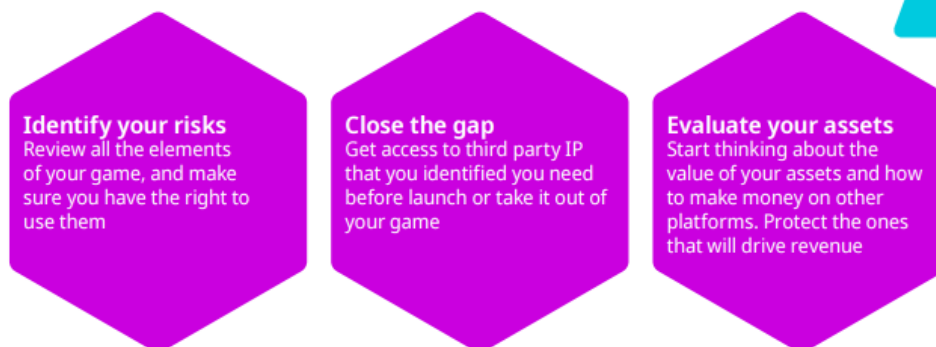 Identify your risks
Review all the elements
of your game, and make
sure you have the right to
use them
Close the gap
Get access to third party IP
that you identified you need
before launch or take it out of
your game
Evaluate your assets
Start thinking about the
value of your assets and how
to make money on other
platforms. Protect the ones
that will drive revenue